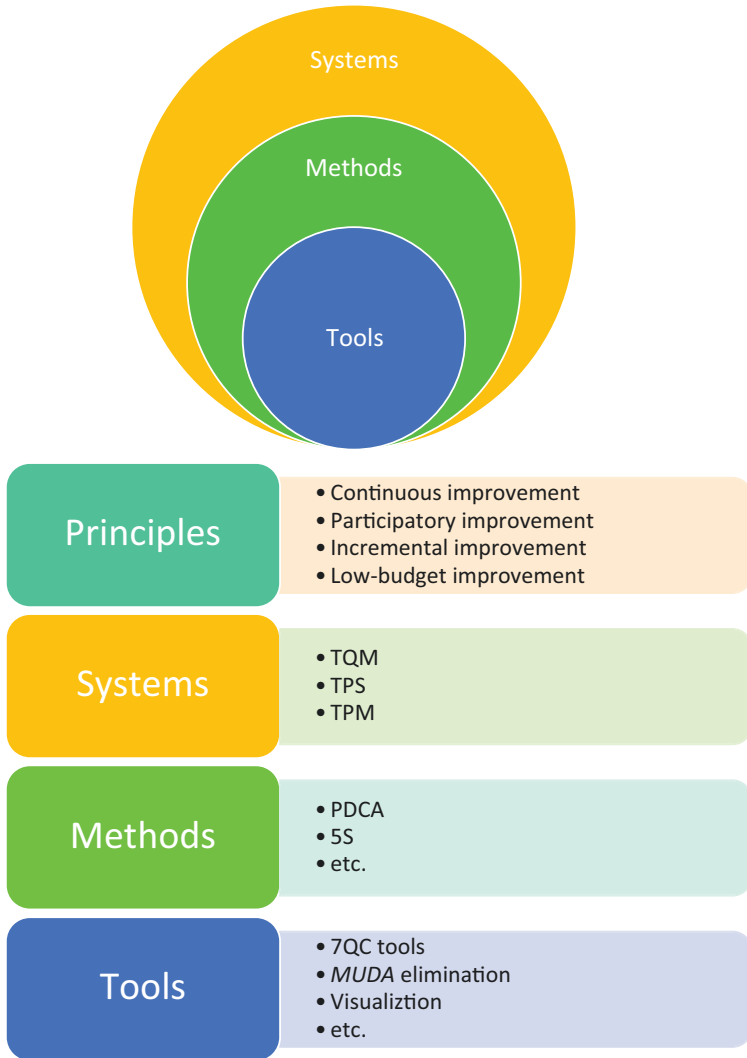 Systems
Methods
Tools
Principles
• Continuous improvement
• Participatory improvement
• Incremental improvement
• Low-budget improvement
Systems
• TQM
• TPS
• TPM
Methods
• PDCA
• 5S
• etc.
Tools
• 7QC tools
• MUDA elimination
• Visualiztion
• etc.